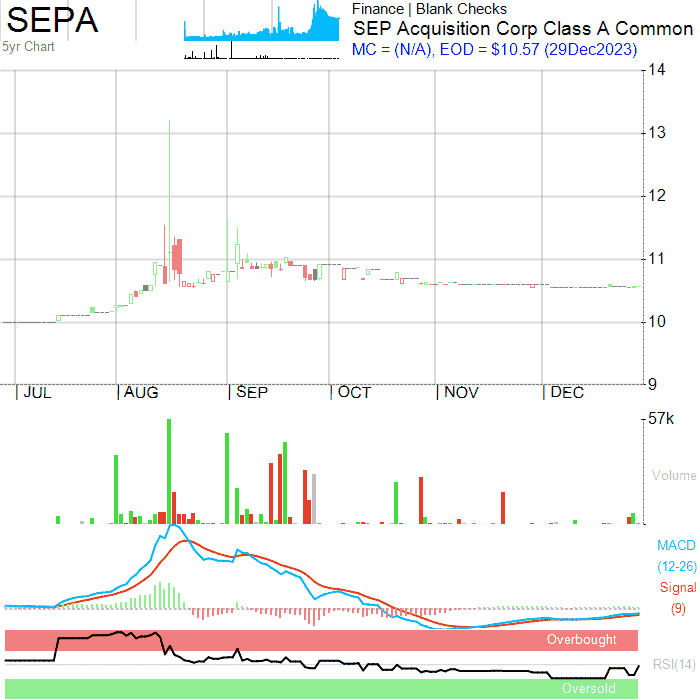 SEPA
5yr Chart
Finance | Blank Checks
SEP Acquisition Corp Class A Common
MC = (N/A), EOD = $10.57 (29Dec2023)
14
13
12
11
10
9
JUL AUG SEP OCT NOV DEC
57k
Volume
MACD
(12-26)
Signal
(9)
Overbought
RSI(14)
Oversold